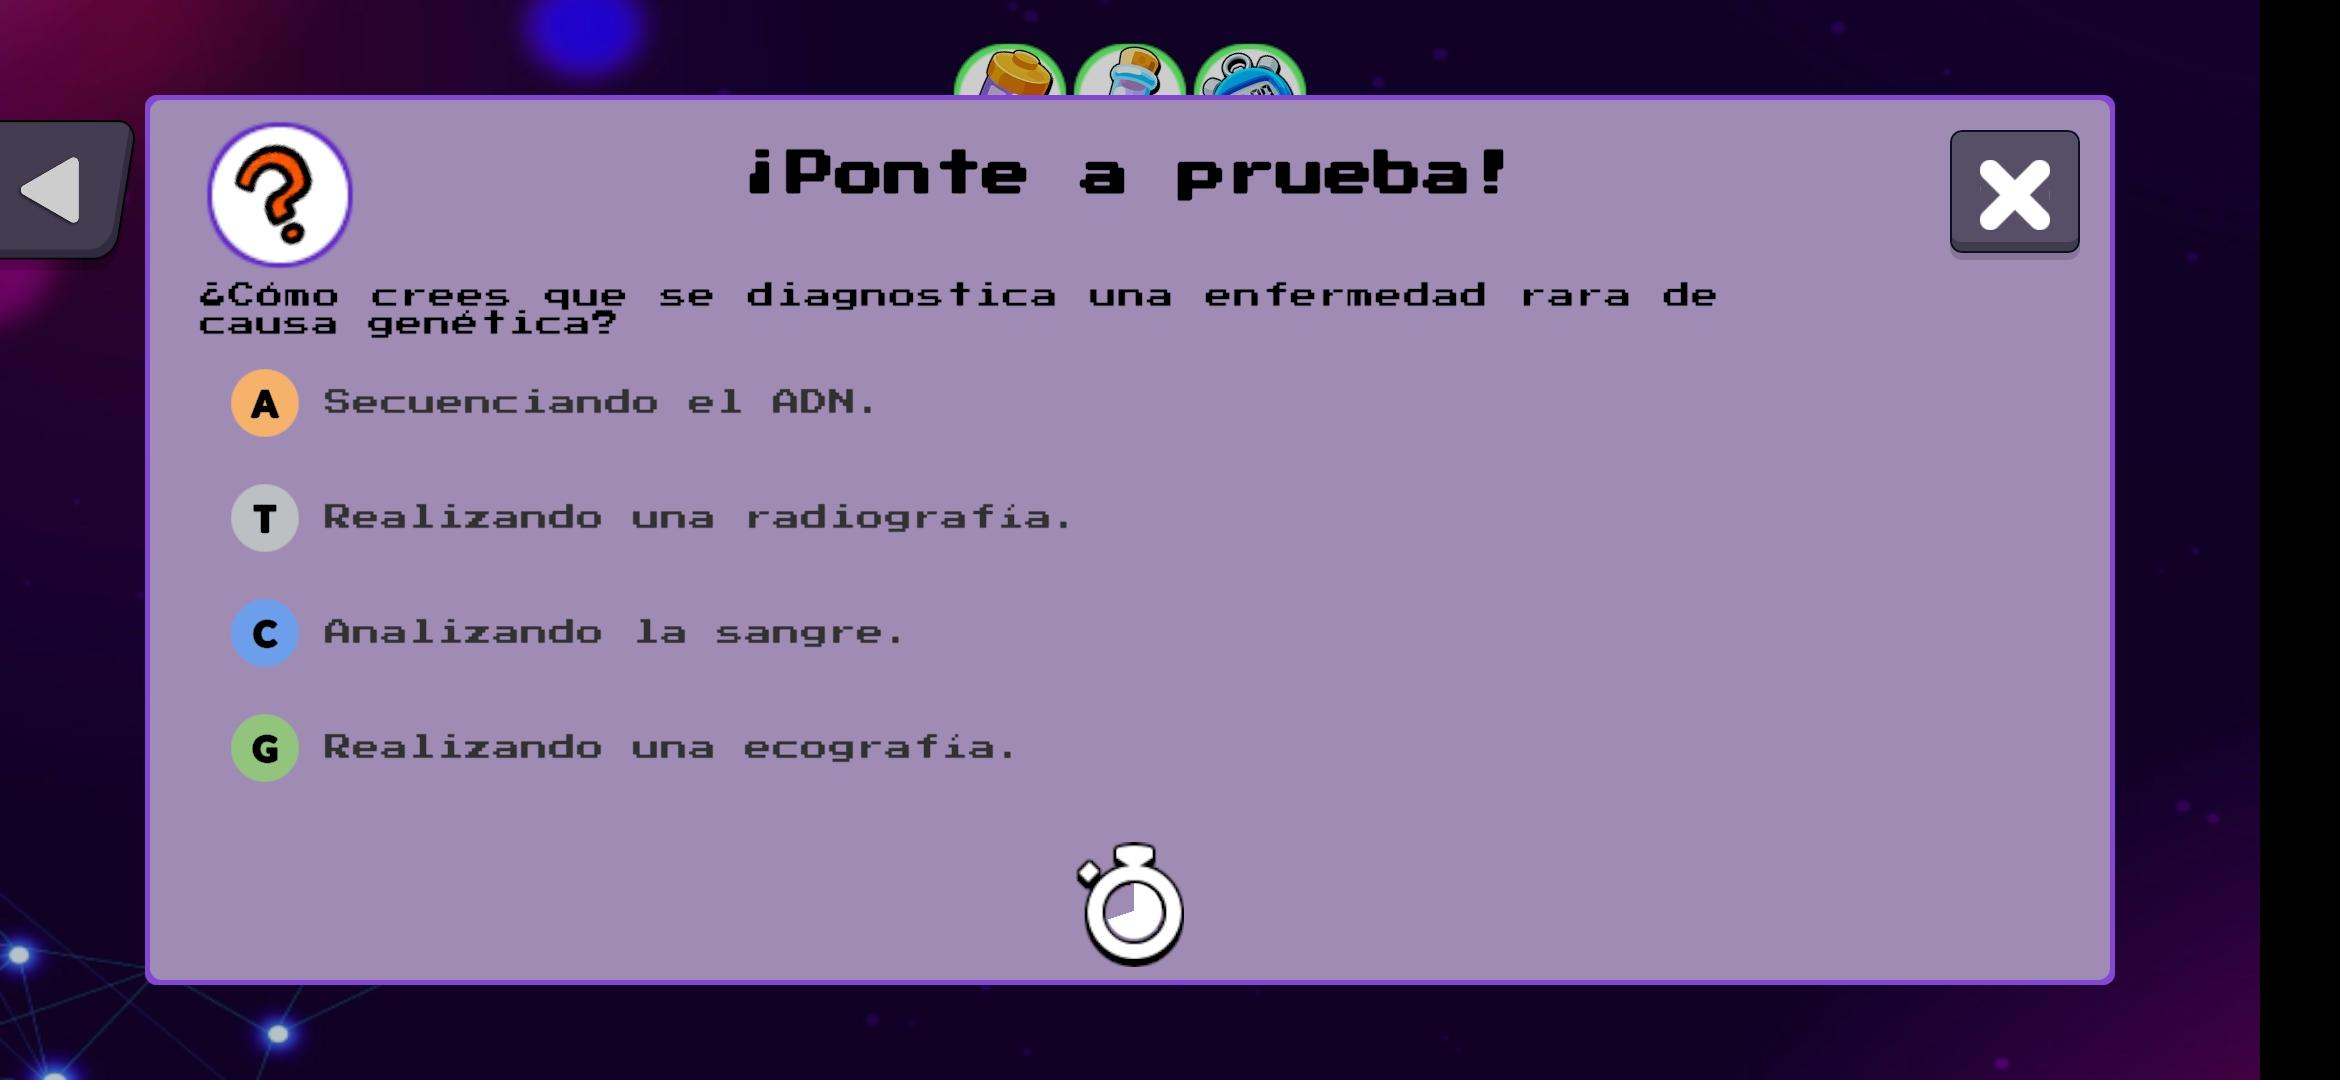 ¡Ponte a prueba!
¿Cómo crees que se diagnostica una enfermedad rara de
causa genética?
A Secuenciando el ADN.
T Realizando una radiografía.
C Analizando la sangre.
G Realizando una ecografía.